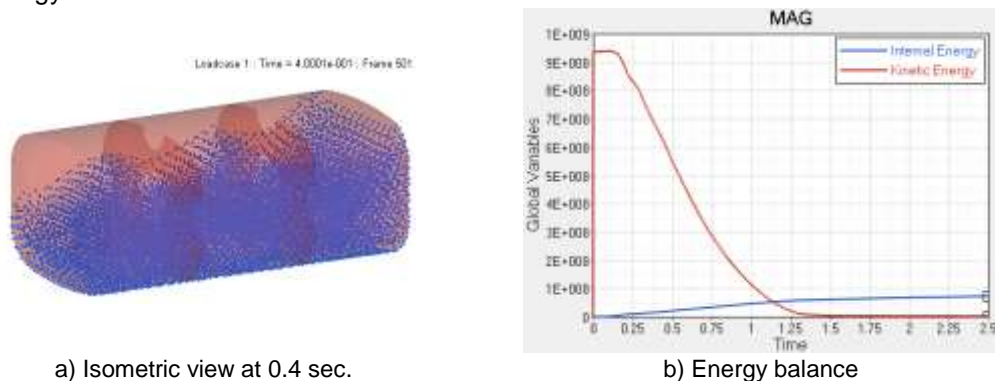 gy
Loadcase 1 : Time = 4.0001e-001 : Frame 501
MAG
Internal Energy
Kinetic Energy
1E+009
9E+008
8E+008
7E+008
6E+008
5E+008
4E+008
3E+008
2E+008
1E+008
0
Global Variables
0 0.25 0.5 0.75 1 1.25 1.5 1.75 2 2.25 2.5
Time
a) Isometric view at 0.4 sec.
b) Energy balance